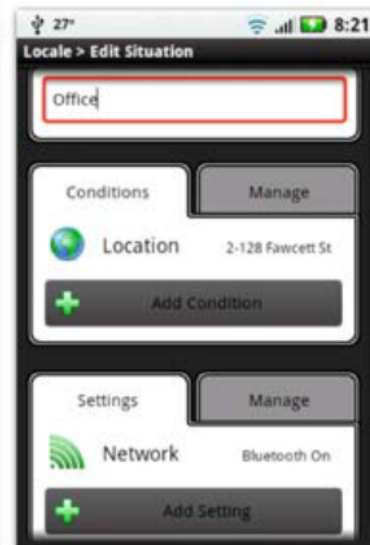 27° 8:21
Locale > Edit Situation
Office
Conditions Manage
Location 2-128 Fawcett St
Add Condition
Settings Manage
Network Bluetooth On
Add Setting